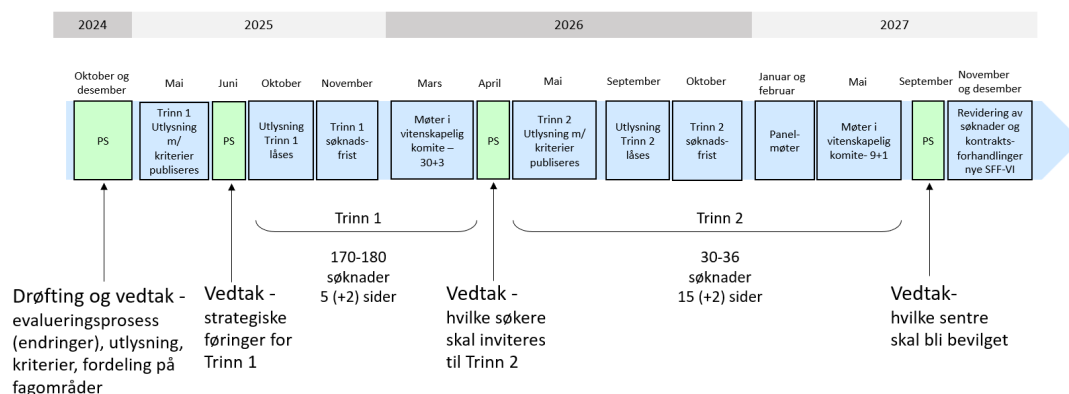 2024
2025
2026
2027
Oktober og
desember
Mai
Juni
Oktober
November
Mars
April
Mai
September
Oktober
Januar og
februar
Mai
September
November
og desember
PS
Trinn 1
Utlysning
m/
kriterier
publiseres
PS
Utlysning
Trinn 1
låses
Trinn 1
søknads-
frist
Møter i
vitenskapelig
komite –
30+3
PS
Trinn 2
Utlysning m/
kriterier
publiseres
Utlysning
Trinn 2
låses
Trinn 2
søknads-
frist
Panel-
møter
Møter i
vitenskapelig
komite- 9+1
PS
Revidering av
søknader og
kontrakts-
forhandlinger
nye SFF-VI
Trinn 1
170-180
søknader
5 (+2) sider
Trinn 2
30-36
søknader
15 (+2) sider
Drøfting og vedtak -
evalueringsprosess
(endringer), utlysning,
kriterier, fordeling på
fagområder
Vedtak -
strategiske
føringer for
Trinn 1
Vedtak -
hvilke søkere
skal inviteres
til Trinn 2
Vedtak-
hvilke sentre
skal bli bevilget